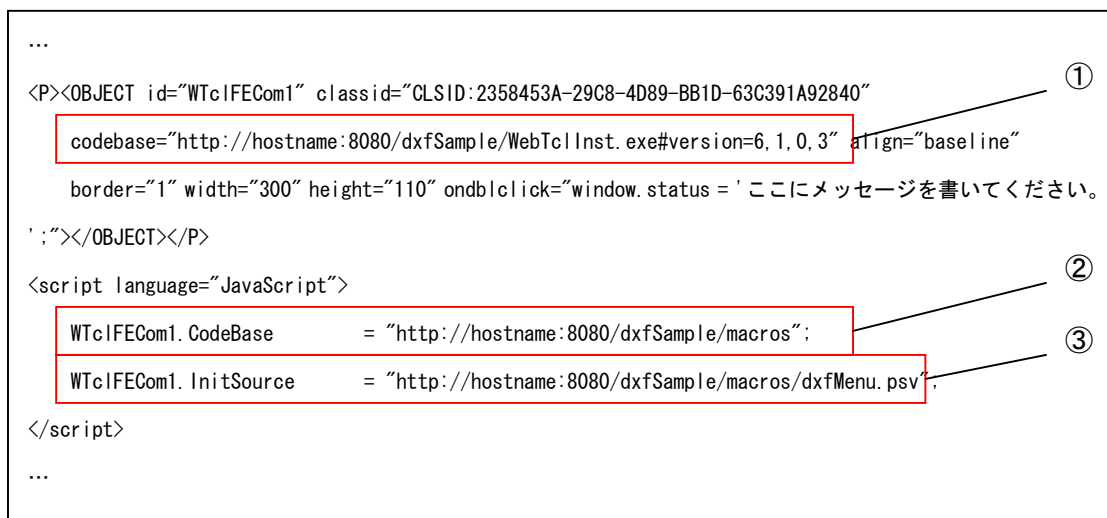 …
<P><OBJECT id="WTclFECom1" classid="CLSID:2358453A-29C8-4D89-BB1D-63C391A92840"
①
codebase="http://hostname:8080/dxfSample/WebTclInst.exe#version=6,1,0,3" align="baseline"
border="1" width="300" height="110" ondblclick="window.status = 'ここにメッセージを書いてください。
';"></OBJECT></P>
<script language="JavaScript">
②
WTclFECom1.CodeBase = "http://hostname:8080/dxfSample/macros";
③
WTclFECom1.InitSource = "http://hostname:8080/dxfSample/macros/dxfMenu.psv";
</script>
…